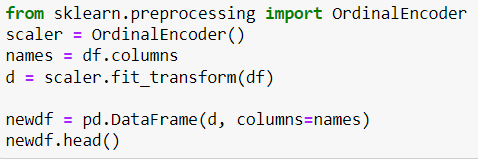 from sklearn.preprocessing import OrdinalEncoder
scaler = OrdinalEncoder()
names = df.columns
d = scaler.fit_transform(df)
newdf = pd.DataFrame(d, columns=names)
newdf.head()